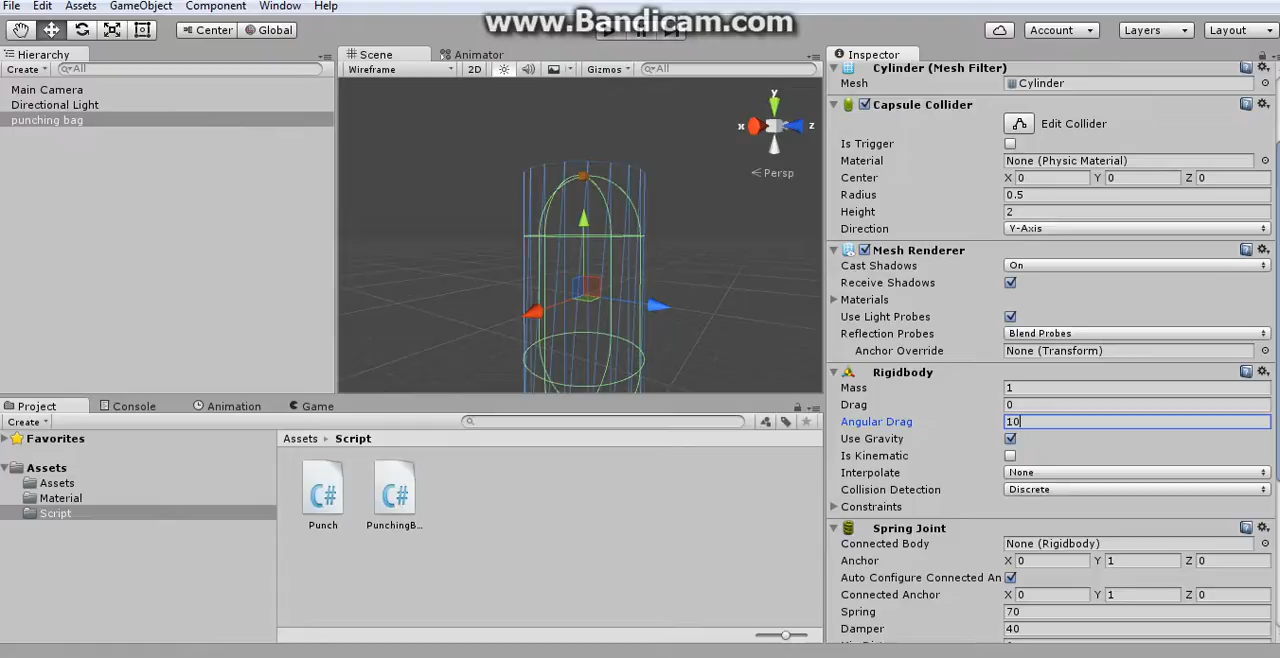 File Edit Assets GameObject Component Window Help
www.Bandicam.com
Center Global Account Layers Layout
Hierarchy
Create All
Main Camera
Directional Light
punching bag
Scene Animator
Wireframe 2D Gizmos All
y
x z
Persp
Inspector
Cylinder (Mesh Filter)
Mesh Cylinder
Capsule Collider
Edit Collider
Is Trigger
Material None (Physic Material)
Center X 0 Y 0 Z 0
Radius 0.5
Height 2
Direction Y-Axis
Mesh Renderer
Cast Shadows On
Receive Shadows
Materials
Use Light Probes
Reflection Probes Blend Probes
Anchor Override None (Transform)
Rigidbody
Mass 1
Drag 0
Angular Drag 10
Use Gravity
Is Kinematic
Interpolate None
Collision Detection Discrete
Constraints
Spring Joint
Connected Body None (Rigidbody)
Anchor X 0 Y 1 Z 0
Auto Configure Connected An
Connected Anchor X 0 Y 1 Z 0
Spring 70
Damper 40
Project Console Animation Game
Create
Favorites
Assets
Assets
Material
Script
Assets Script
C# C#
Punch PunchingB...